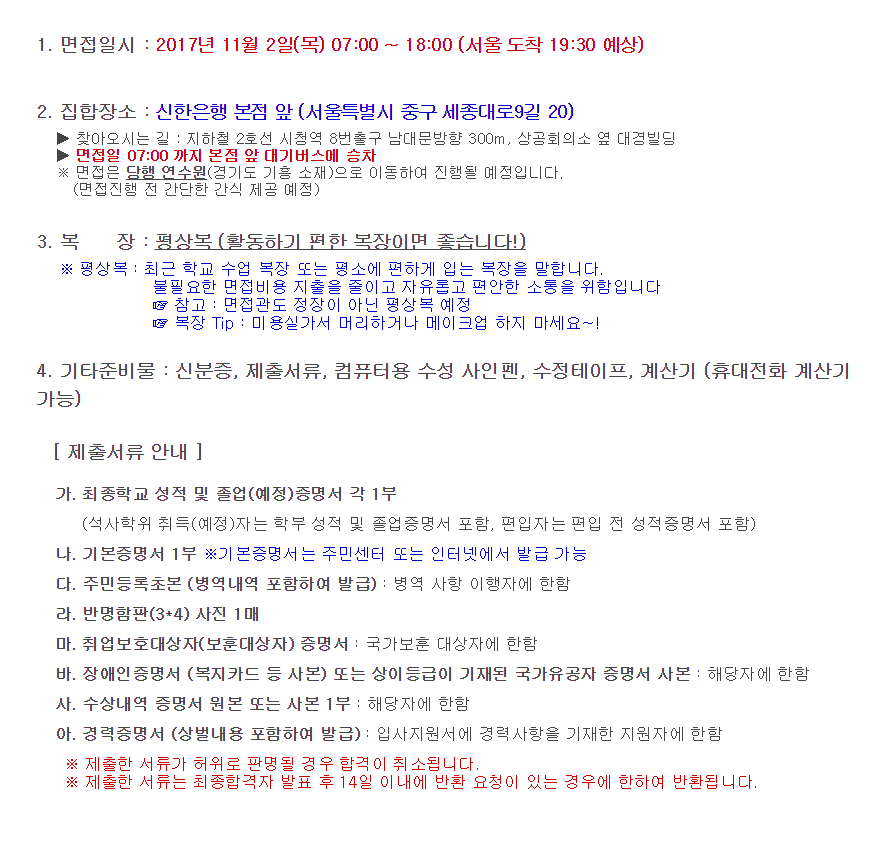 1. 면접일시 : 2017년 11월 2일(목) 07:00 ~ 18:00 (서울 도착 19:30 예상)
2. 집합장소 : 신한은행 본점 앞 (서울특별시 중구 세종대로9길 20)
▶ 찾아오시는 길 : 지하철 2호선 시청역 8번출구 남대문방향 300m, 상공회의소 옆 대경빌딩
▶ 면접일 07:00 까지 본점 앞 대기버스에 승차
※ 면접은 당행 연수원(경기도 기흥 소재)으로 이동하여 진행될 예정입니다.
(면접진행 전 간단한 간식 제공 예정)
3. 복 장 : 평상복 (활동하기 편한 복장이면 좋습니다!)
※ 평상복 : 최근 학교 수업 복장 또는 평소에 편하게 입는 복장을 말합니다.
불필요한 면접비용 지출을 줄이고 자유롭고 편안한 소통을 위함입니다
☞ 참고 : 면접관도 정장이 아닌 평상복 예정
☞ 복장 Tip : 미용실가서 머리하거나 메이크업 하지 마세요~!
4. 기타준비물 : 신분증, 제출서류, 컴퓨터용 수성 사인펜, 수정테이프, 계산기 (휴대전화 계산기
가능)
[ 제출서류 안내 ]
가. 최종학교 성적 및 졸업(예정)증명서 각 1부
(석사학위 취득(예정)자는 학부 성적 및 졸업증명서 포함, 편입자는 편입 전 성적증명서 포함)
나. 기본증명서 1부 ※기본증명서는 주민센터 또는 인터넷에서 발급 가능
다. 주민등록초본 (병역내역 포함하여 발급) : 병역 사항 이행자에 한함
라. 반명함판(3*4) 사진 1매
마. 취업보호대상자(보훈대상자) 증명서 : 국가보훈 대상자에 한함
바. 장애인증명서 (복지카드 등 사본) 또는 상이등급이 기재된 국가유공자 증명서 사본 : 해당자에 한함
사. 수상내역 증명서 원본 또는 사본 1부 : 해당자에 한함
아. 경력증명서 (상벌내용 포함하여 발급) : 입사지원서에 경력사항을 기재한 지원자에 한함
※ 제출한 서류가 허위로 판명될 경우 합격이 취소됩니다.
※ 제출한 서류는 최종합격자 발표 후 14일 이내에 반환 요청이 있는 경우에 한하여 반환됩니다.